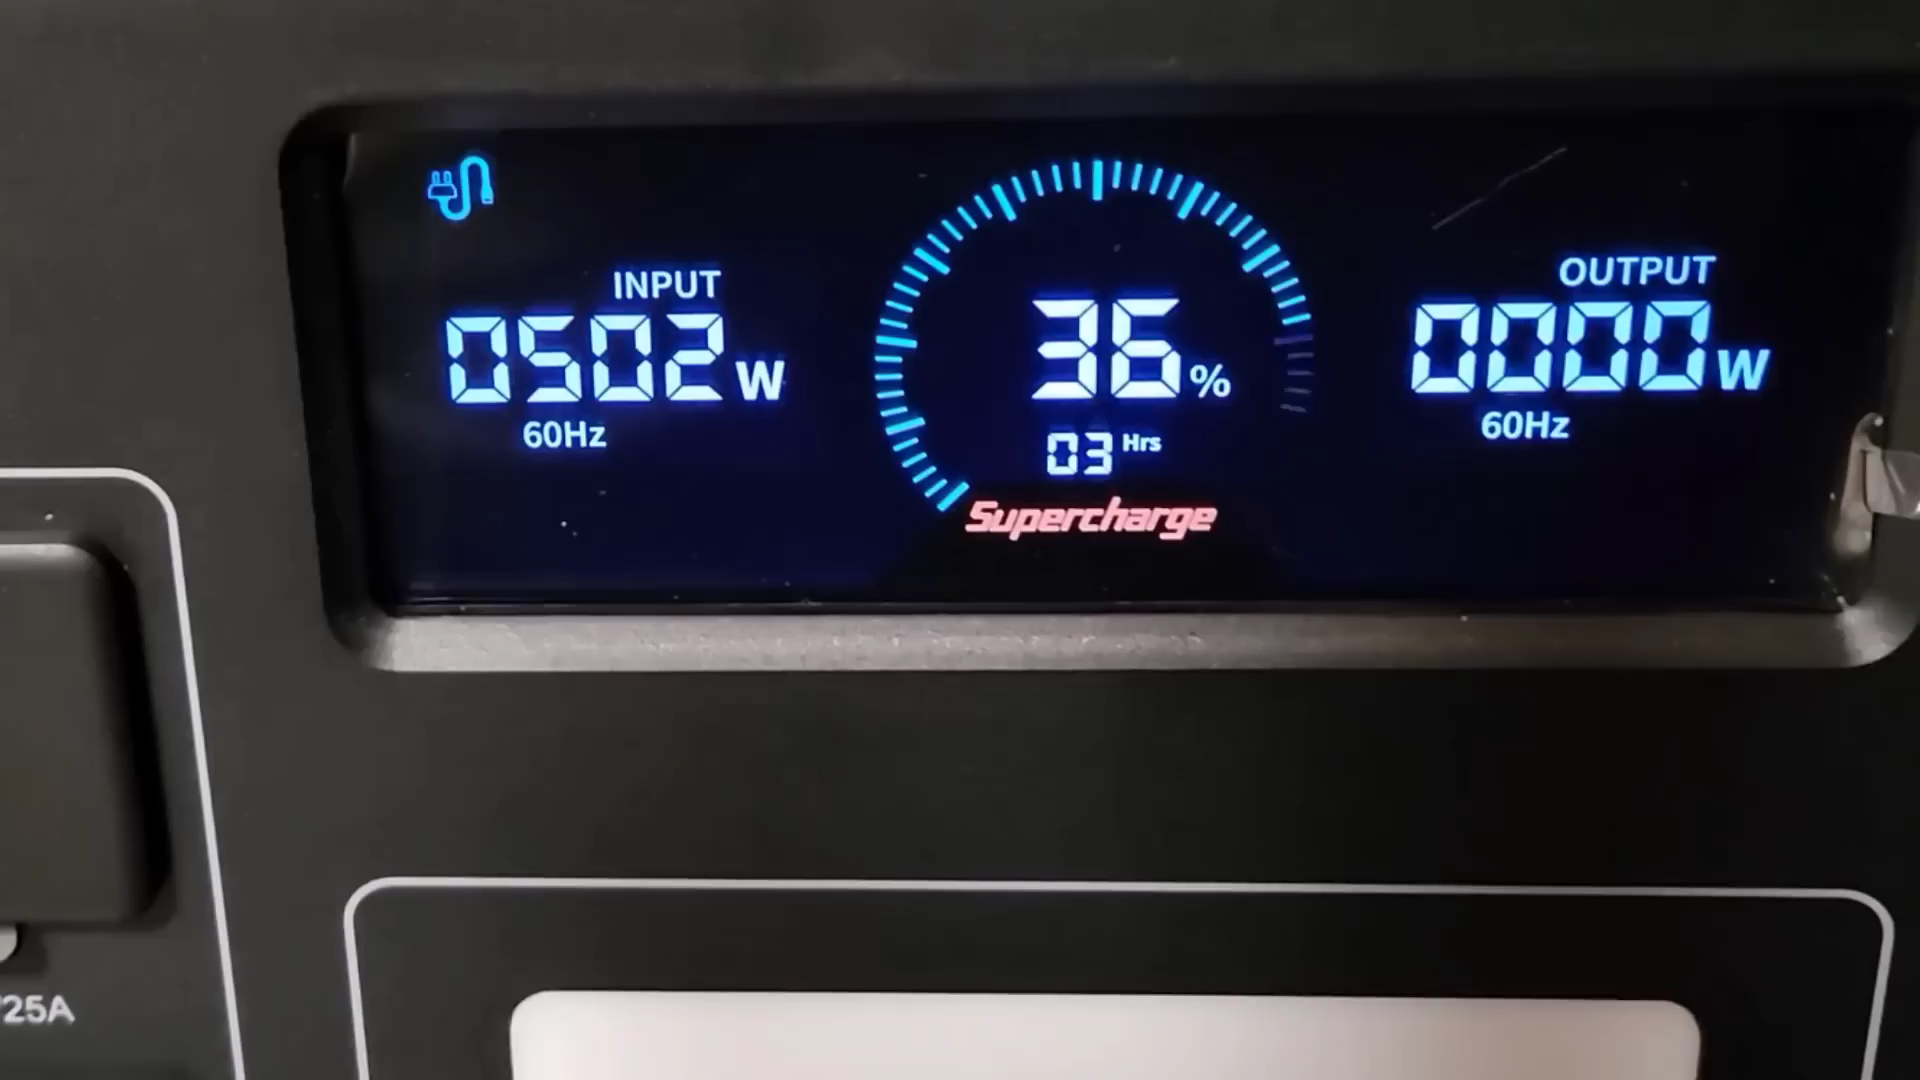 INPUT
0502W
60Hz
36%
03 Hrs
Supercharge
OUTPUT
0000W
60Hz
25A